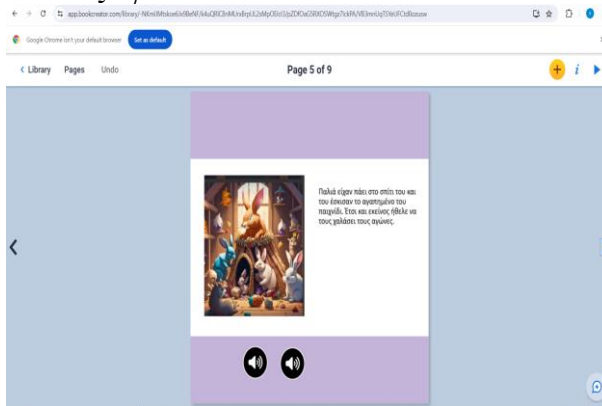 Google Chrome isn't your default browser Set as default
< Library Pages Undo Page 5 of 9
Παλιά είχαν πάει στο σπίτι του και
του έσκισαν το αγαπημένο του
παιχνίδι. Έτσι και εκείνος ήθελε να
τους χαλάσει τους αγώνες.